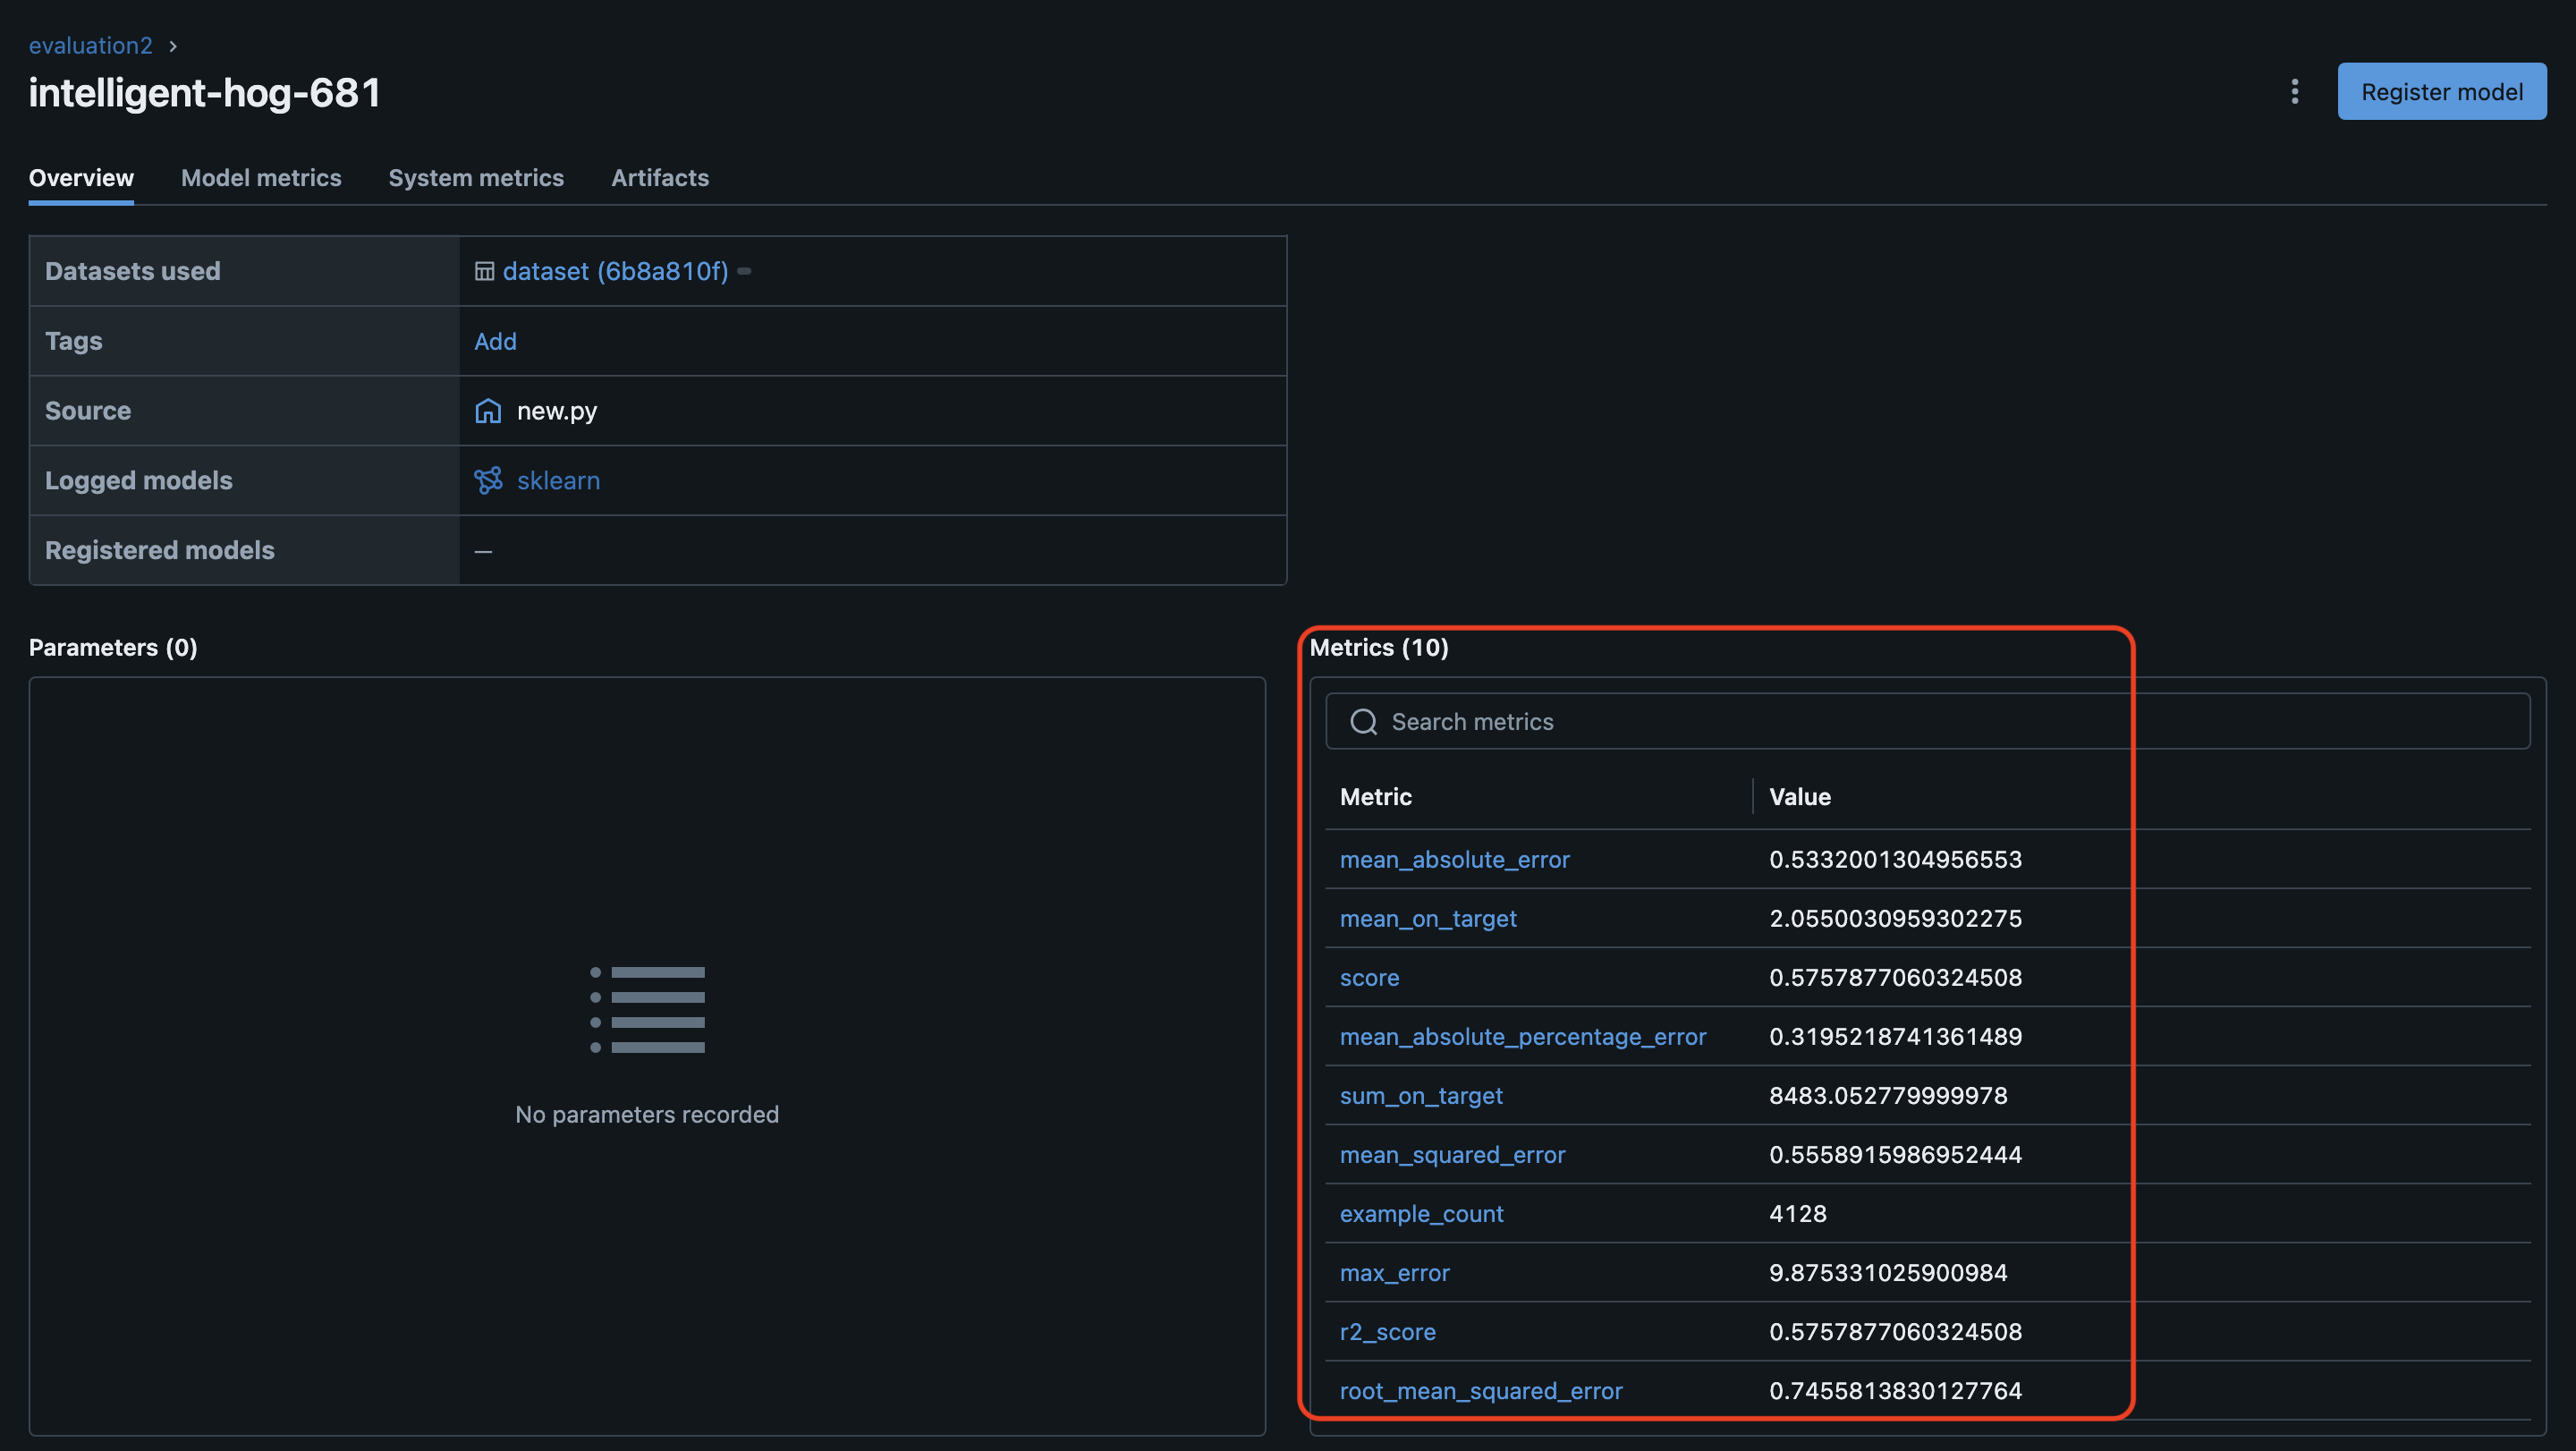 evaluation2 ›
intelligent-hog-681
Register model
Overview Model metrics System metrics Artifacts
Datasets used dataset (6b8a810f)
Tags Add
Source new.py
Logged models sklearn
Registered models —
Parameters (0)
No parameters recorded
Metrics (10)
Search metrics
Metric Value
mean_absolute_error 0.5332001304956553
mean_on_target 2.0550030959302275
score 0.5757877060324508
mean_absolute_percentage_error 0.3195218741361489
sum_on_target 8483.052779999978
mean_squared_error 0.5558915986952444
example_count 4128
max_error 9.875331025900984
r2_score 0.5757877060324508
root_mean_squared_error 0.7455813830127764